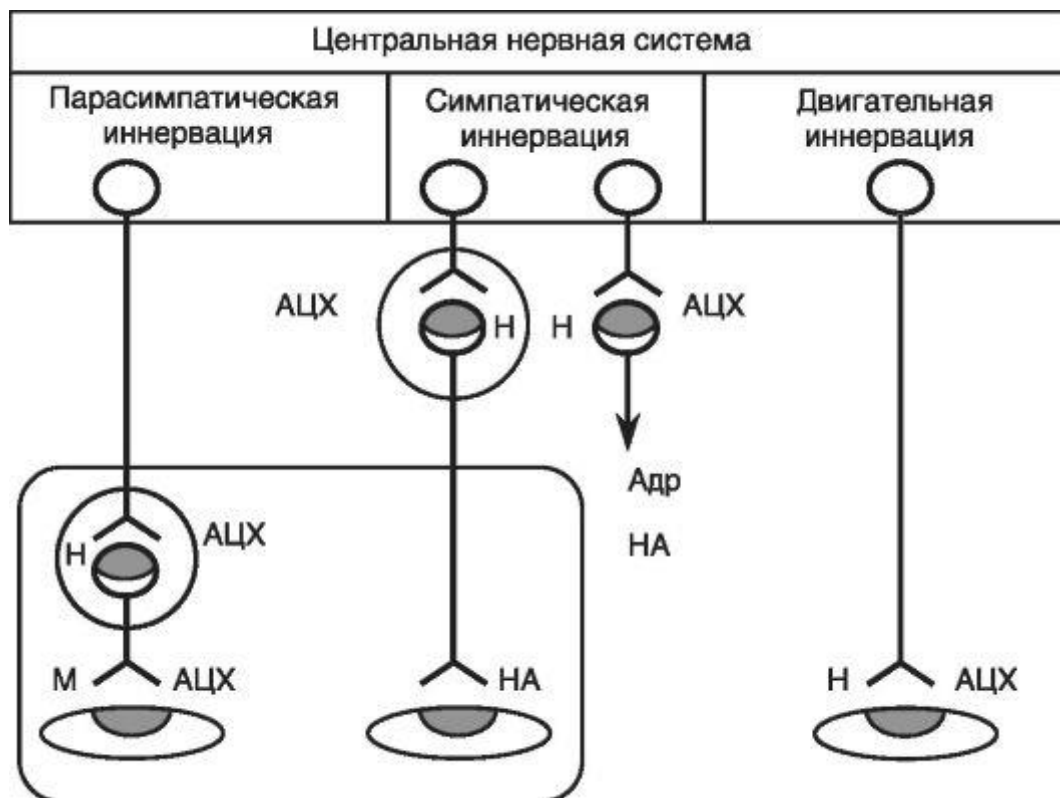 Центральная нервная система
Парасимпатическая
иннервация
Симпатическая
иннервация
Двигательная
иннервация
АЦХ
Н
Н
АЦХ
Адр
НА
Н
АЦХ
М
АЦХ
НА
Н
АЦХ